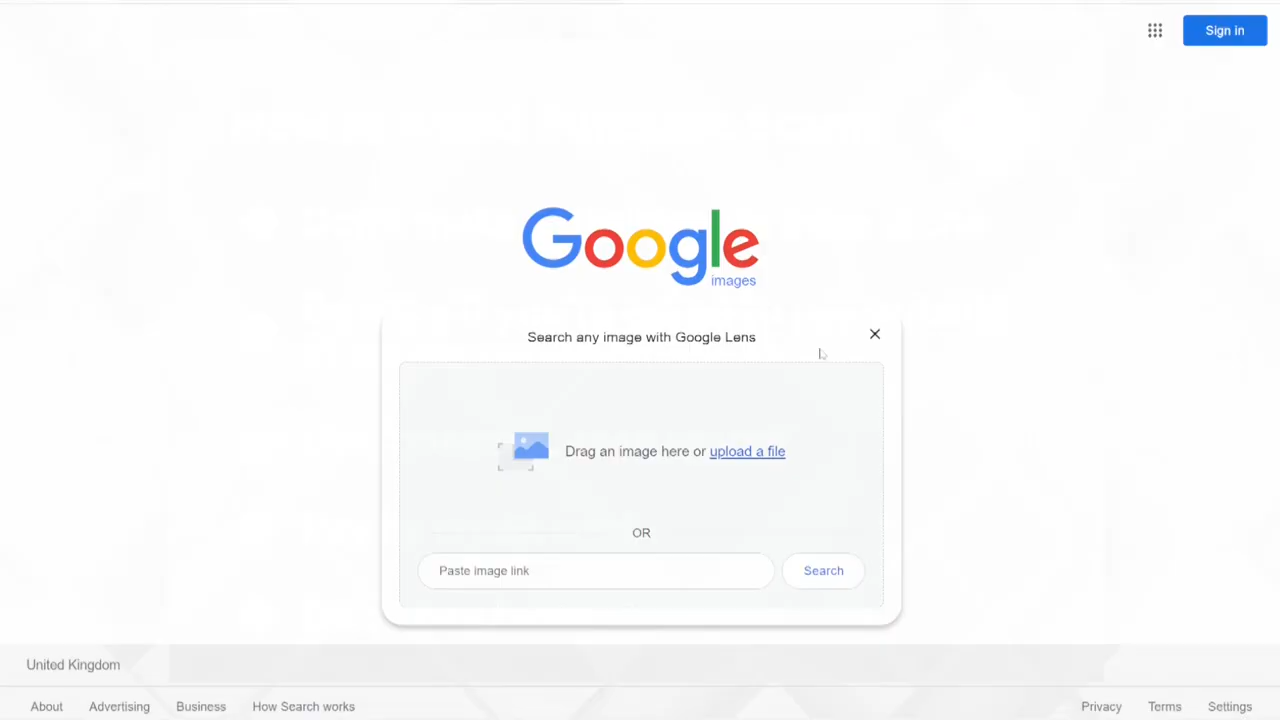 Sign in
Google
images
Search any image with Google Lens
Drag an image here or upload a file
OR
Paste image link
Search
United Kingdom
About Advertising Business How Search works Privacy Terms Settings